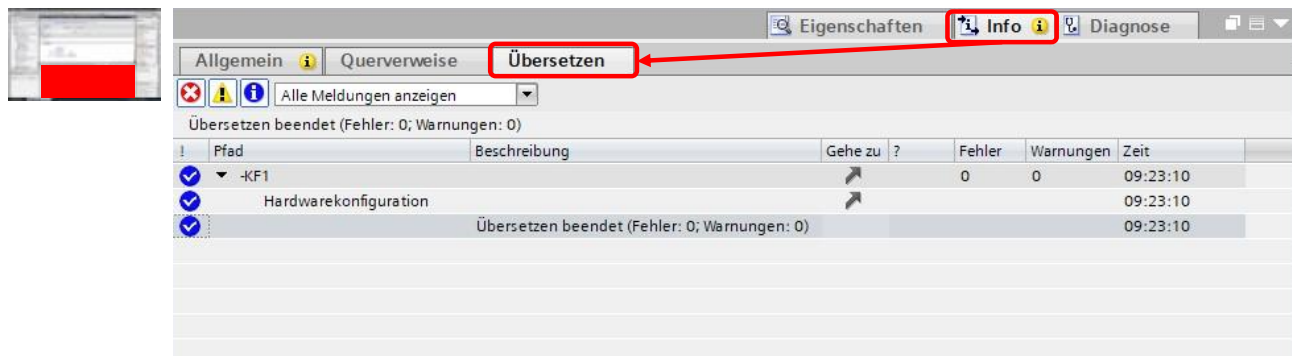 Eigenschaften Info Diagnose
Allgemein Querverweise Übersetzen
Alle Meldungen anzeigen
Übersetzen beendet (Fehler: 0; Warnungen: 0)
! Pfad Beschreibung Gehe zu ? Fehler Warnungen Zeit
-KF1 0 0 09:23:10
Hardwarekonfiguration 09:23:10
Übersetzen beendet (Fehler: 0; Warnungen: 0) 09:23:10